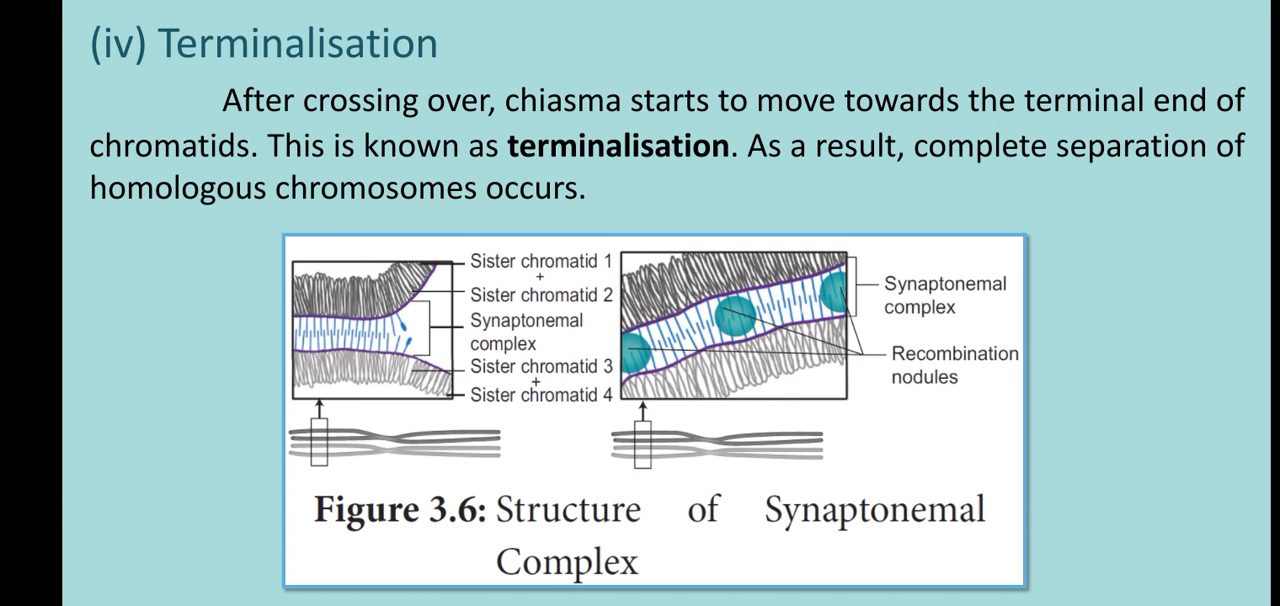 (iv) Terminalisation
After crossing over, chiasma starts to move towards the terminal end of
chromatids. This is known as terminalisation. As a result, complete separation of
homologous chromosomes occurs.
Sister chromatid 1
+
Sister chromatid 2
Synaptonemal
complex
Sister chromatid 3
+
Sister chromatid 4
Synaptonemal
complex
Recombination
nodules
Figure 3.6: Structure of Synaptonemal
Complex